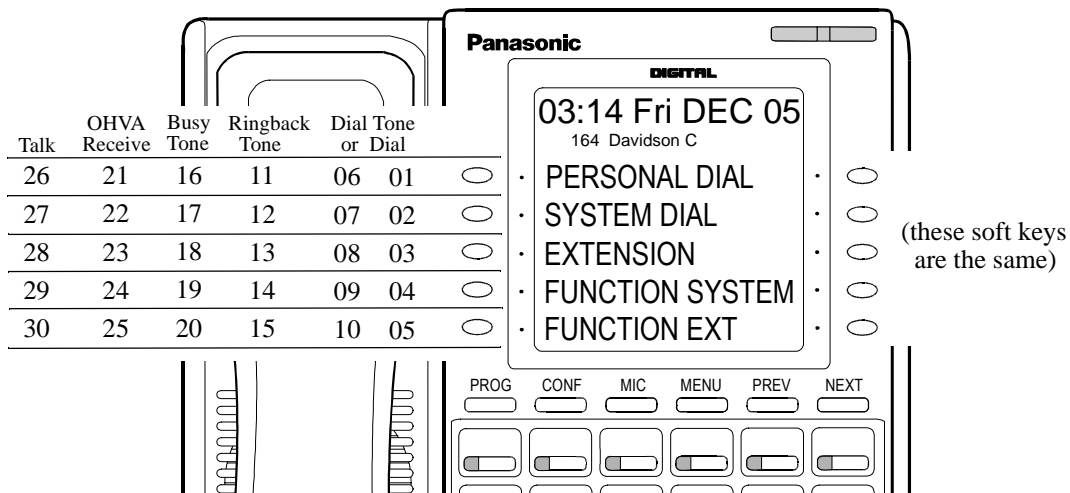 Panasonic
DIGITAL
03:14 Fri DEC 05
164 Davidson C
PERSONAL DIAL
SYSTEM DIAL
EXTENSION
FUNCTION SYSTEM
FUNCTION EXT
Talk OHVA Receive Busy Tone Ringback Tone Dial Tone or Dial
26 21 16 11 06 01
27 22 17 12 07 02
28 23 18 13 08 03
29 24 19 14 09 04
30 25 20 15 10 05
(these soft keys
are the same)
PROG CONF MIC MENU PREV NEXT